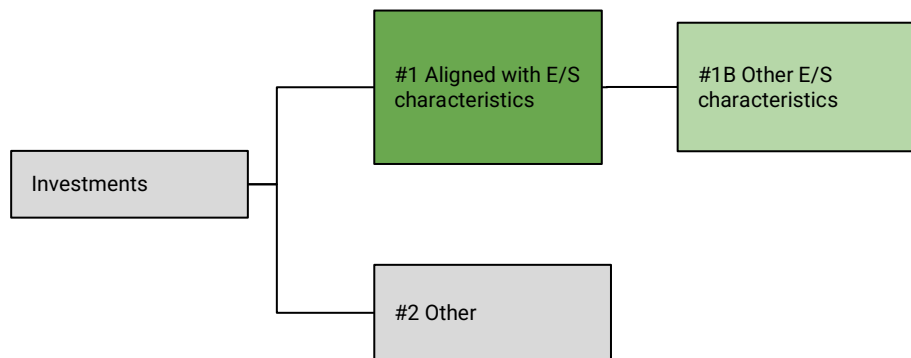 #1 Aligned with E/S
characteristics
#1B Other E/S
characteristics
Investments
#2 Other